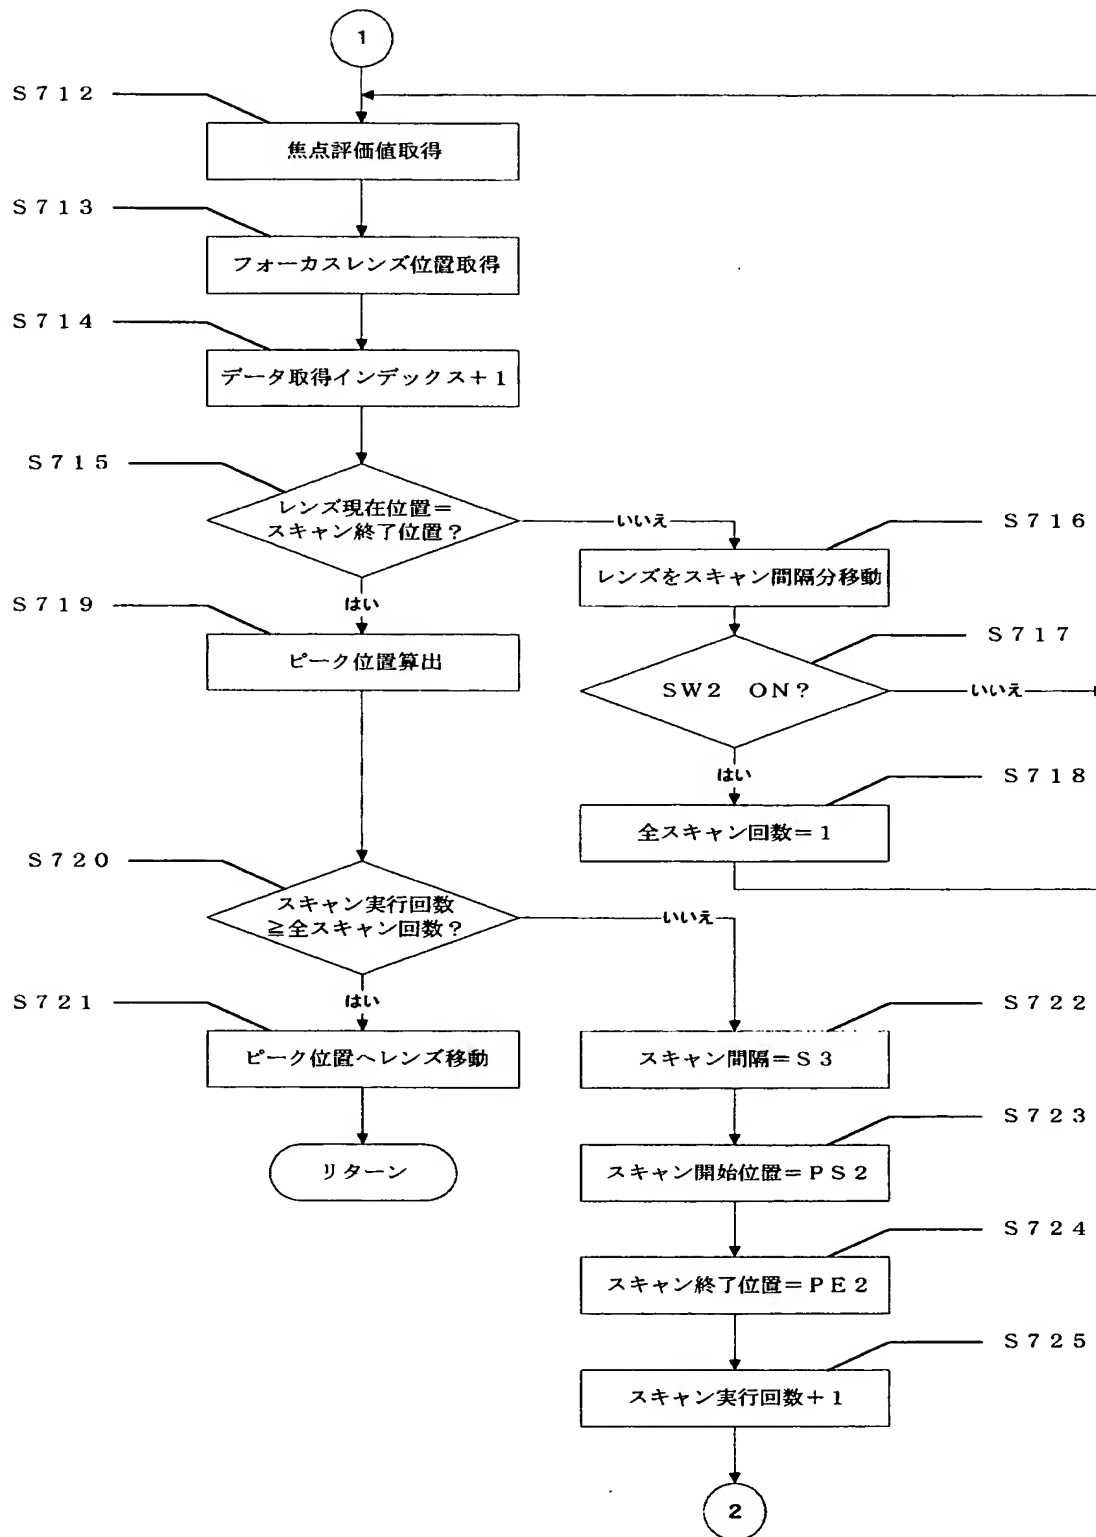 1
S712
焦点評価値取得
S713
フォーカスレンズ位置取得
S714
データ取得インデックス+1
S715
レンズ現在位置=
スキャン終了位置?
いいえ
S716
レンズをスキャン間隔分移動
はい
S719
ピーク位置算出
S717
SW2 ON?
いいえ
はい
S718
全スキャン回数=1
S720
スキャン実行回数
≧全スキャン回数?
いいえ
はい
S721
ピーク位置へレンズ移動
リターン
S722
スキャン間隔=S3
S723
スキャン開始位置=PS2
S724
スキャン終了位置=PE2
S725
スキャン実行回数+1
2